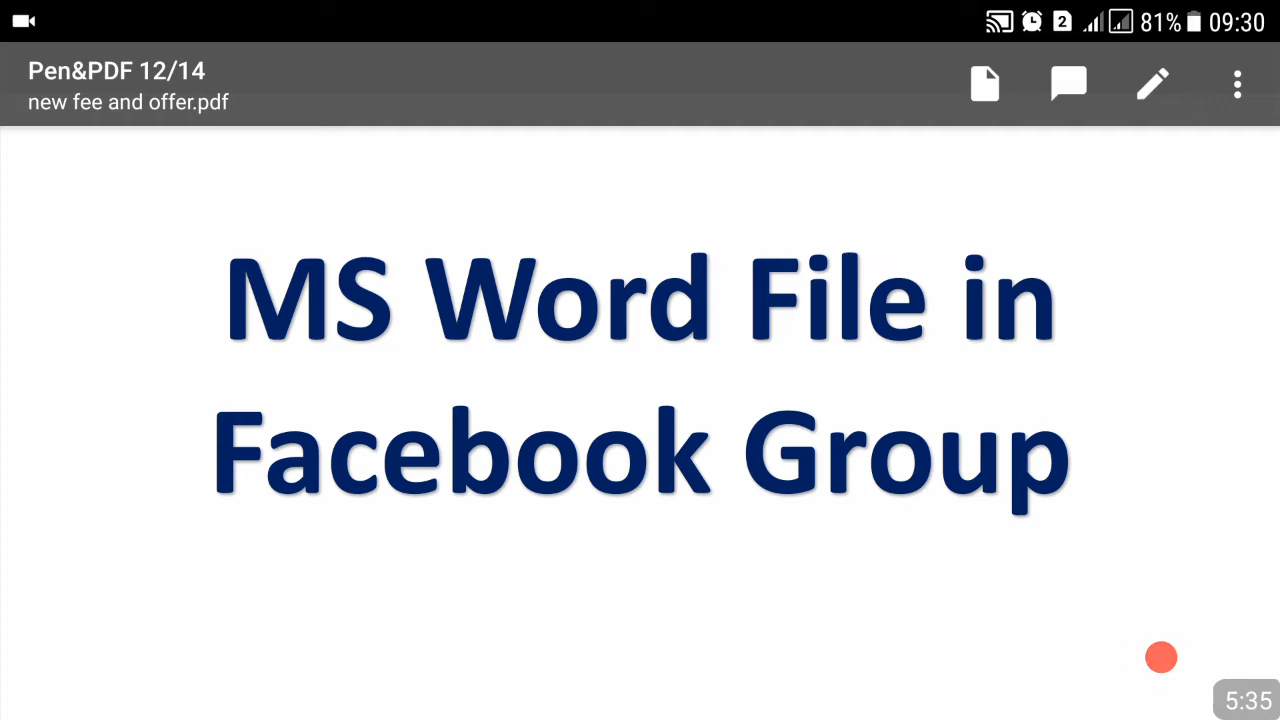 2 81% 09:30
Pen&PDF 12/14
new fee and offer.pdf
MS Word File in
Facebook Group
5:35